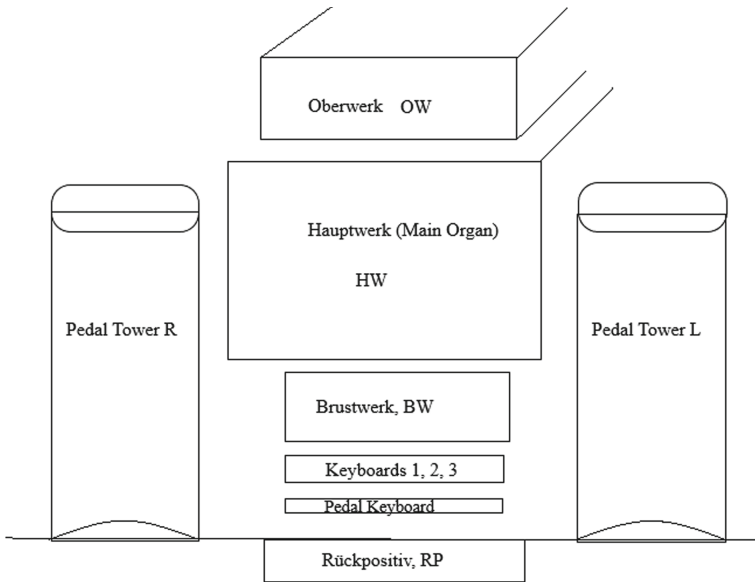 Oberwerk OW
Hauptwerk (Main Organ)
HW
Pedal Tower R
Pedal Tower L
Brustwerk, BW
Keyboards 1, 2, 3
Pedal Keyboard
Rückpositiv, RP